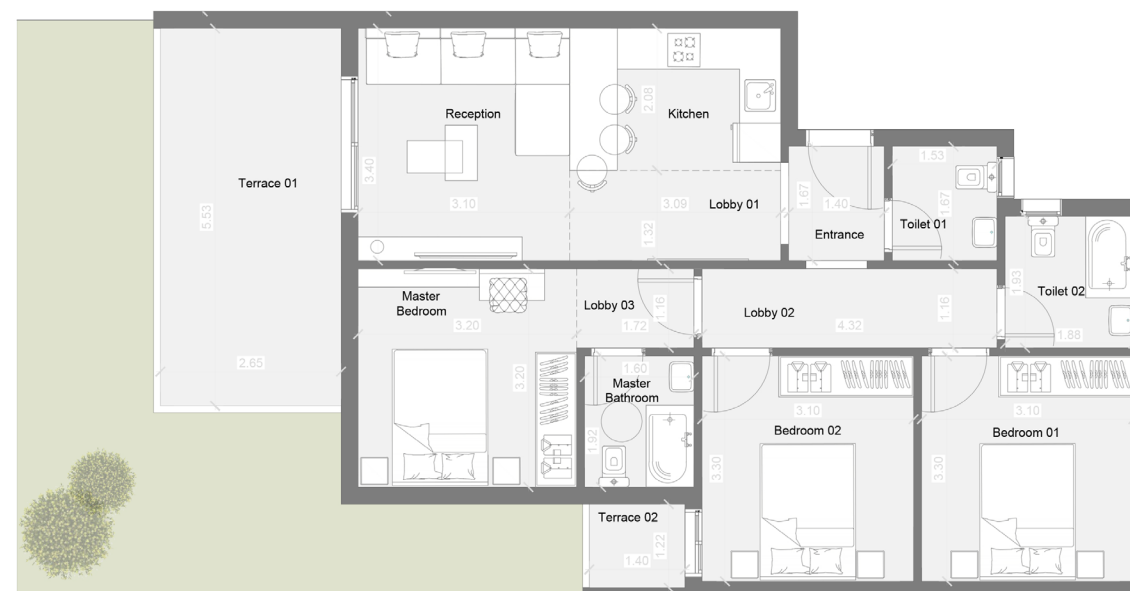 Reception
2.08
Kitchen
1.53
3.40
Terrace 01
5.53
3.10
3.09
Lobby 01
1.67
1.40
1.67
Toilet 01
1.32
Entrance
1.93
Toilet 02
Master
Bedroom
Lobby 03
1.16
Lobby 02
1.16
3.20
1.72
4.32
1.88
2.65
3.20
1.60
Master
Bathroom
1.92
3.10
Bedroom 02
3.30
3.10
Bedroom 01
3.30
Terrace 02
1.22
1.40